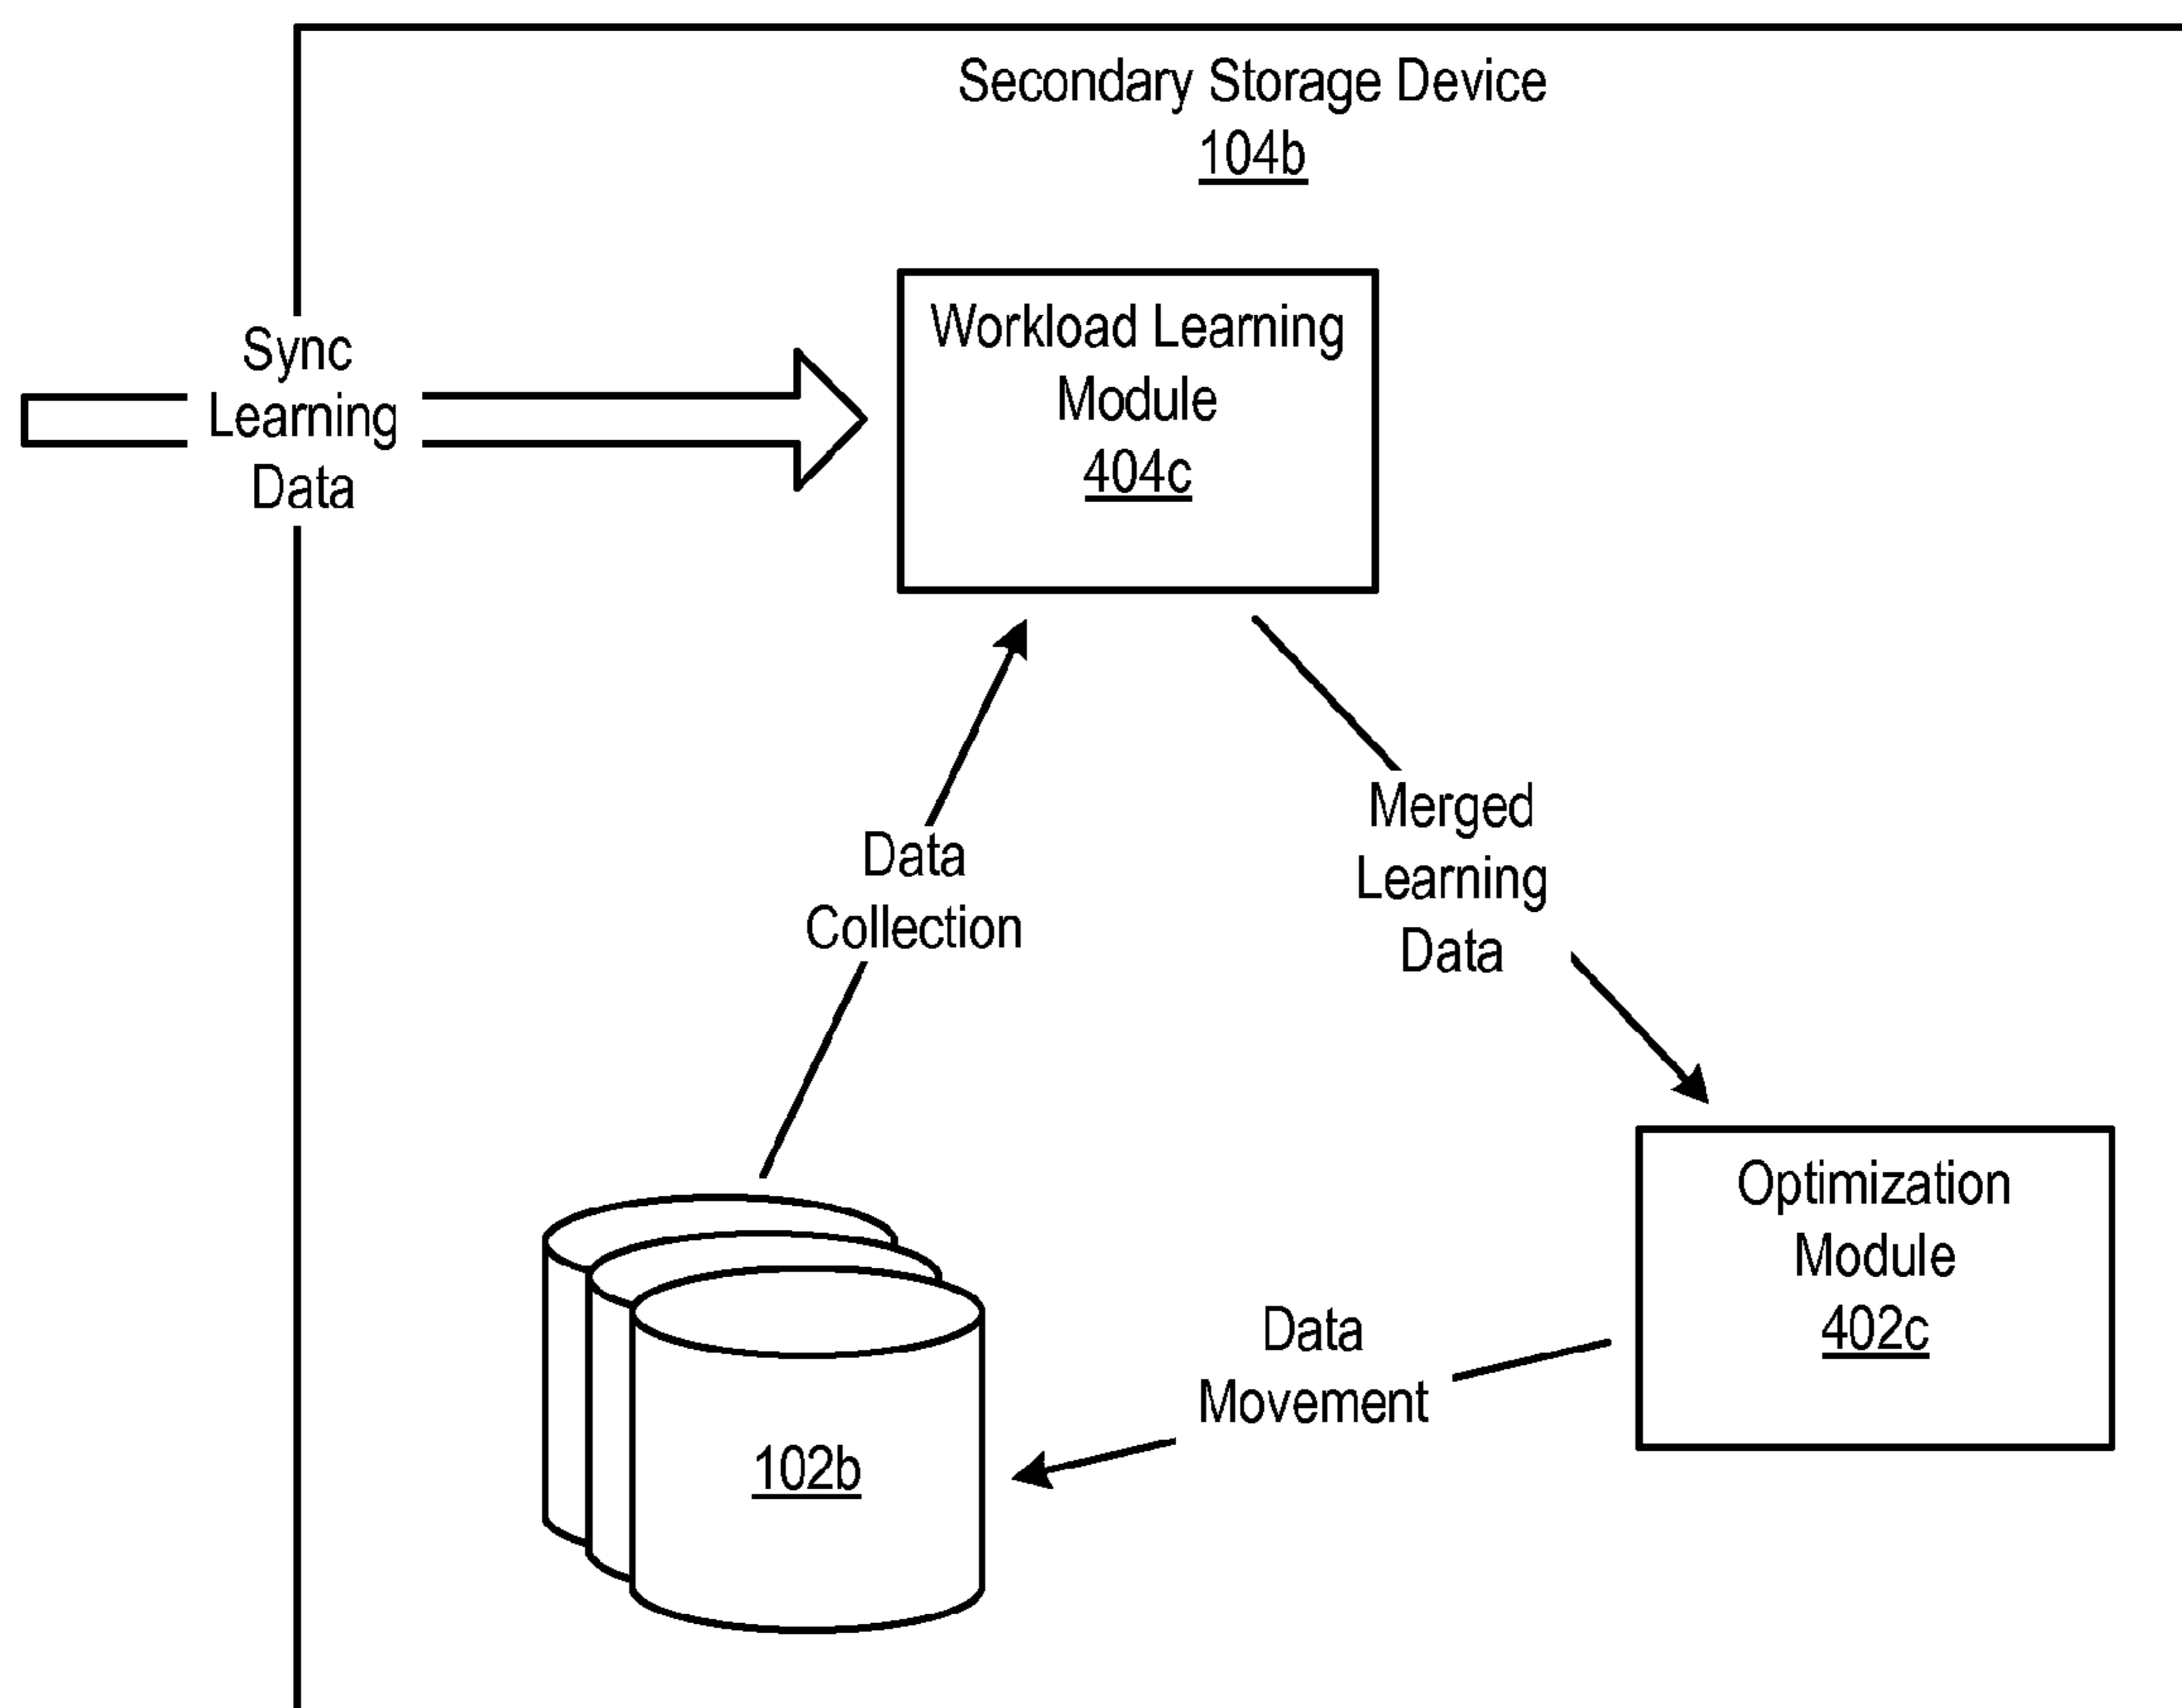 Secondary Storage Device
104b
Sync
Learning
Data
Workload Learning
Module
404c
Data
Collection
Merged
Learning
Data
Optimization
Module
402c
Data
Movement
102b